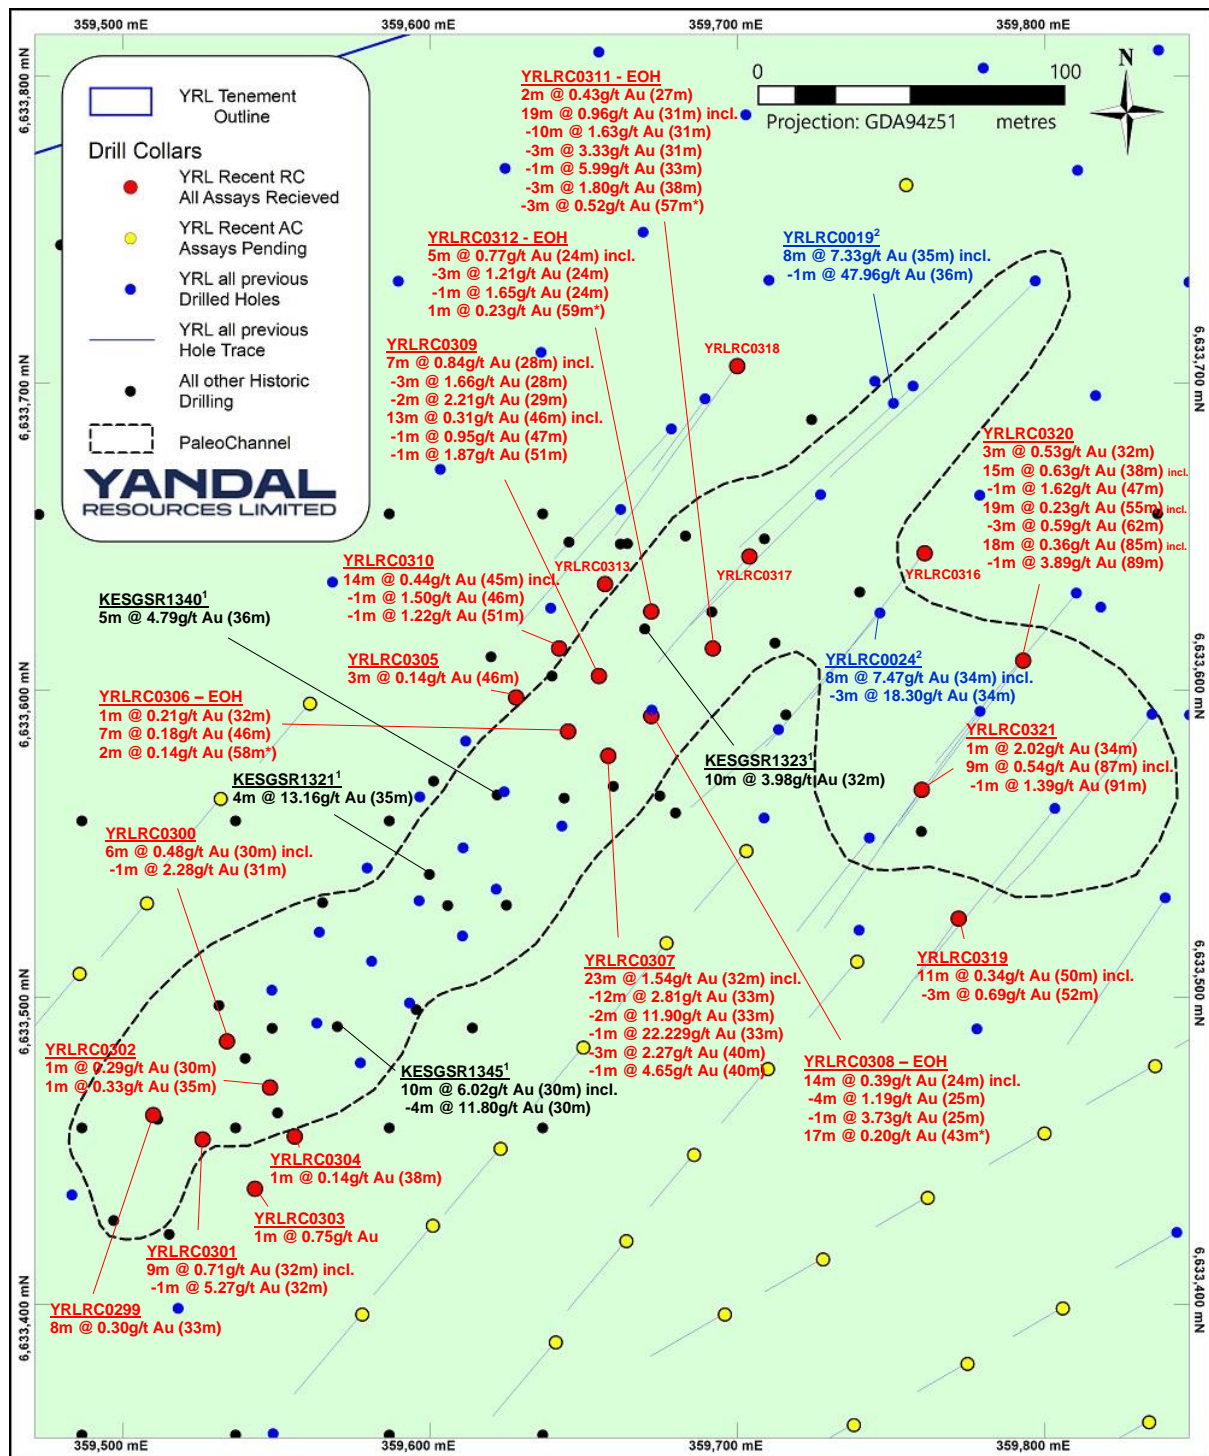 359,500 mE
359,600 mE
359,700 mE
359,800 mE
6,633,800 mN
6,633,700 mN
6,633,600 mN
6,633,500 mN
6,633,400 mN
YRL Tenement
Outline
Drill Collars
YRL Recent RC
All Assays Recieved
YRL Recent AC
Assays Pending
YRL all previous
Drilled Holes
YRL all previous
Hole Trace
All other Historic
Drilling
PaleoChannel
YANDAL
RESOURCES LIMITED
0
100
Projection: GDA94z51
metres
N
YRLRC0311 - EOH
2m @ 0.43g/t Au (27m)
19m @ 0.96g/t Au (31m) incl.
-10m @ 1.63g/t Au (31m)
-3m @ 3.33g/t Au (31m)
-1m @ 5.99g/t Au (33m)
-3m @ 1.80g/t Au (38m)
-3m @ 0.52g/t Au (57m*)
YRLRC0312 - EOH
5m @ 0.77g/t Au (24m) incl.
-3m @ 1.21g/t Au (24m)
-1m @ 1.65g/t Au (24m)
1m @ 0.23g/t Au (59m*)
YRLRC0019²
8m @ 7.33g/t Au (35m) incl.
-1m @ 47.96g/t Au (36m)
YRLRC0309
7m @ 0.84g/t Au (28m) incl.
-3m @ 1.66g/t Au (28m)
-2m @ 2.21g/t Au (29m)
13m @ 0.31g/t Au (46m) incl.
-1m @ 0.95g/t Au (47m)
-1m @ 1.87g/t Au (51m)
YRLRC0318
YRLRC0320
3m @ 0.53g/t Au (32m)
15m @ 0.63g/t Au (38m) incl.
-1m @ 1.62g/t Au (47m)
19m @ 0.23g/t Au (55m) incl.
-3m @ 0.59g/t Au (62m)
18m @ 0.36g/t Au (85m) incl.
-1m @ 3.89g/t Au (89m)
YRLRC0310
14m @ 0.44g/t Au (45m) incl.
-1m @ 1.50g/t Au (46m)
-1m @ 1.22g/t Au (51m)
YRLRC0313
YRLRC0317
YRLRC0316
KESGSR1340¹
5m @ 4.79g/t Au (36m)
YRLRC0305
3m @ 0.14g/t Au (46m)
YRLRC0024²
8m @ 7.47g/t Au (34m) incl.
-3m @ 18.30g/t Au (34m)
YRLRC0306 – EOH
1m @ 0.21g/t Au (32m)
7m @ 0.18g/t Au (46m)
2m @ 0.14g/t Au (58m*)
KESGSR1323¹
10m @ 3.98g/t Au (32m)
YRLRC0321
1m @ 2.02g/t Au (34m)
9m @ 0.54g/t Au (87m) incl.
-1m @ 1.39g/t Au (91m)
KESGSR1321¹
4m @ 13.16g/t Au (35m)
YRLRC0300
6m @ 0.48g/t Au (30m) incl.
-1m @ 2.28g/t Au (31m)
YRLRC0307
23m @ 1.54g/t Au (32m) incl.
-12m @ 2.81g/t Au (33m)
-2m @ 11.90g/t Au (33m)
-1m @ 22.229g/t Au (33m)
-3m @ 2.27g/t Au (40m)
-1m @ 4.65g/t Au (40m)
YRLRC0319
11m @ 0.34g/t Au (50m) incl.
-3m @ 0.69g/t Au (52m)
YRLRC0302
1m @ 0.29g/t Au (30m)
1m @ 0.33g/t Au (35m)
KESGSR1345¹
10m @ 6.02g/t Au (30m) incl.
-4m @ 11.80g/t Au (30m)
YRLRC0308 – EOH
14m @ 0.39g/t Au (24m) incl.
-4m @ 1.19g/t Au (25m)
-1m @ 3.73g/t Au (25m)
17m @ 0.20g/t Au (43m*)
YRLRC0304
1m @ 0.14g/t Au (38m)
YRLRC0303
1m @ 0.75g/t Au
YRLRC0301
9m @ 0.71g/t Au (32m) incl.
-1m @ 5.27g/t Au (32m)
YRLRC0299
8m @ 0.30g/t Au (33m)
6,633,700 mN
6,633,600 mN
6,633,500 mN
6,633,400 mN
359,500 mE
359,600 mE
359,700 mE
359,800 mE